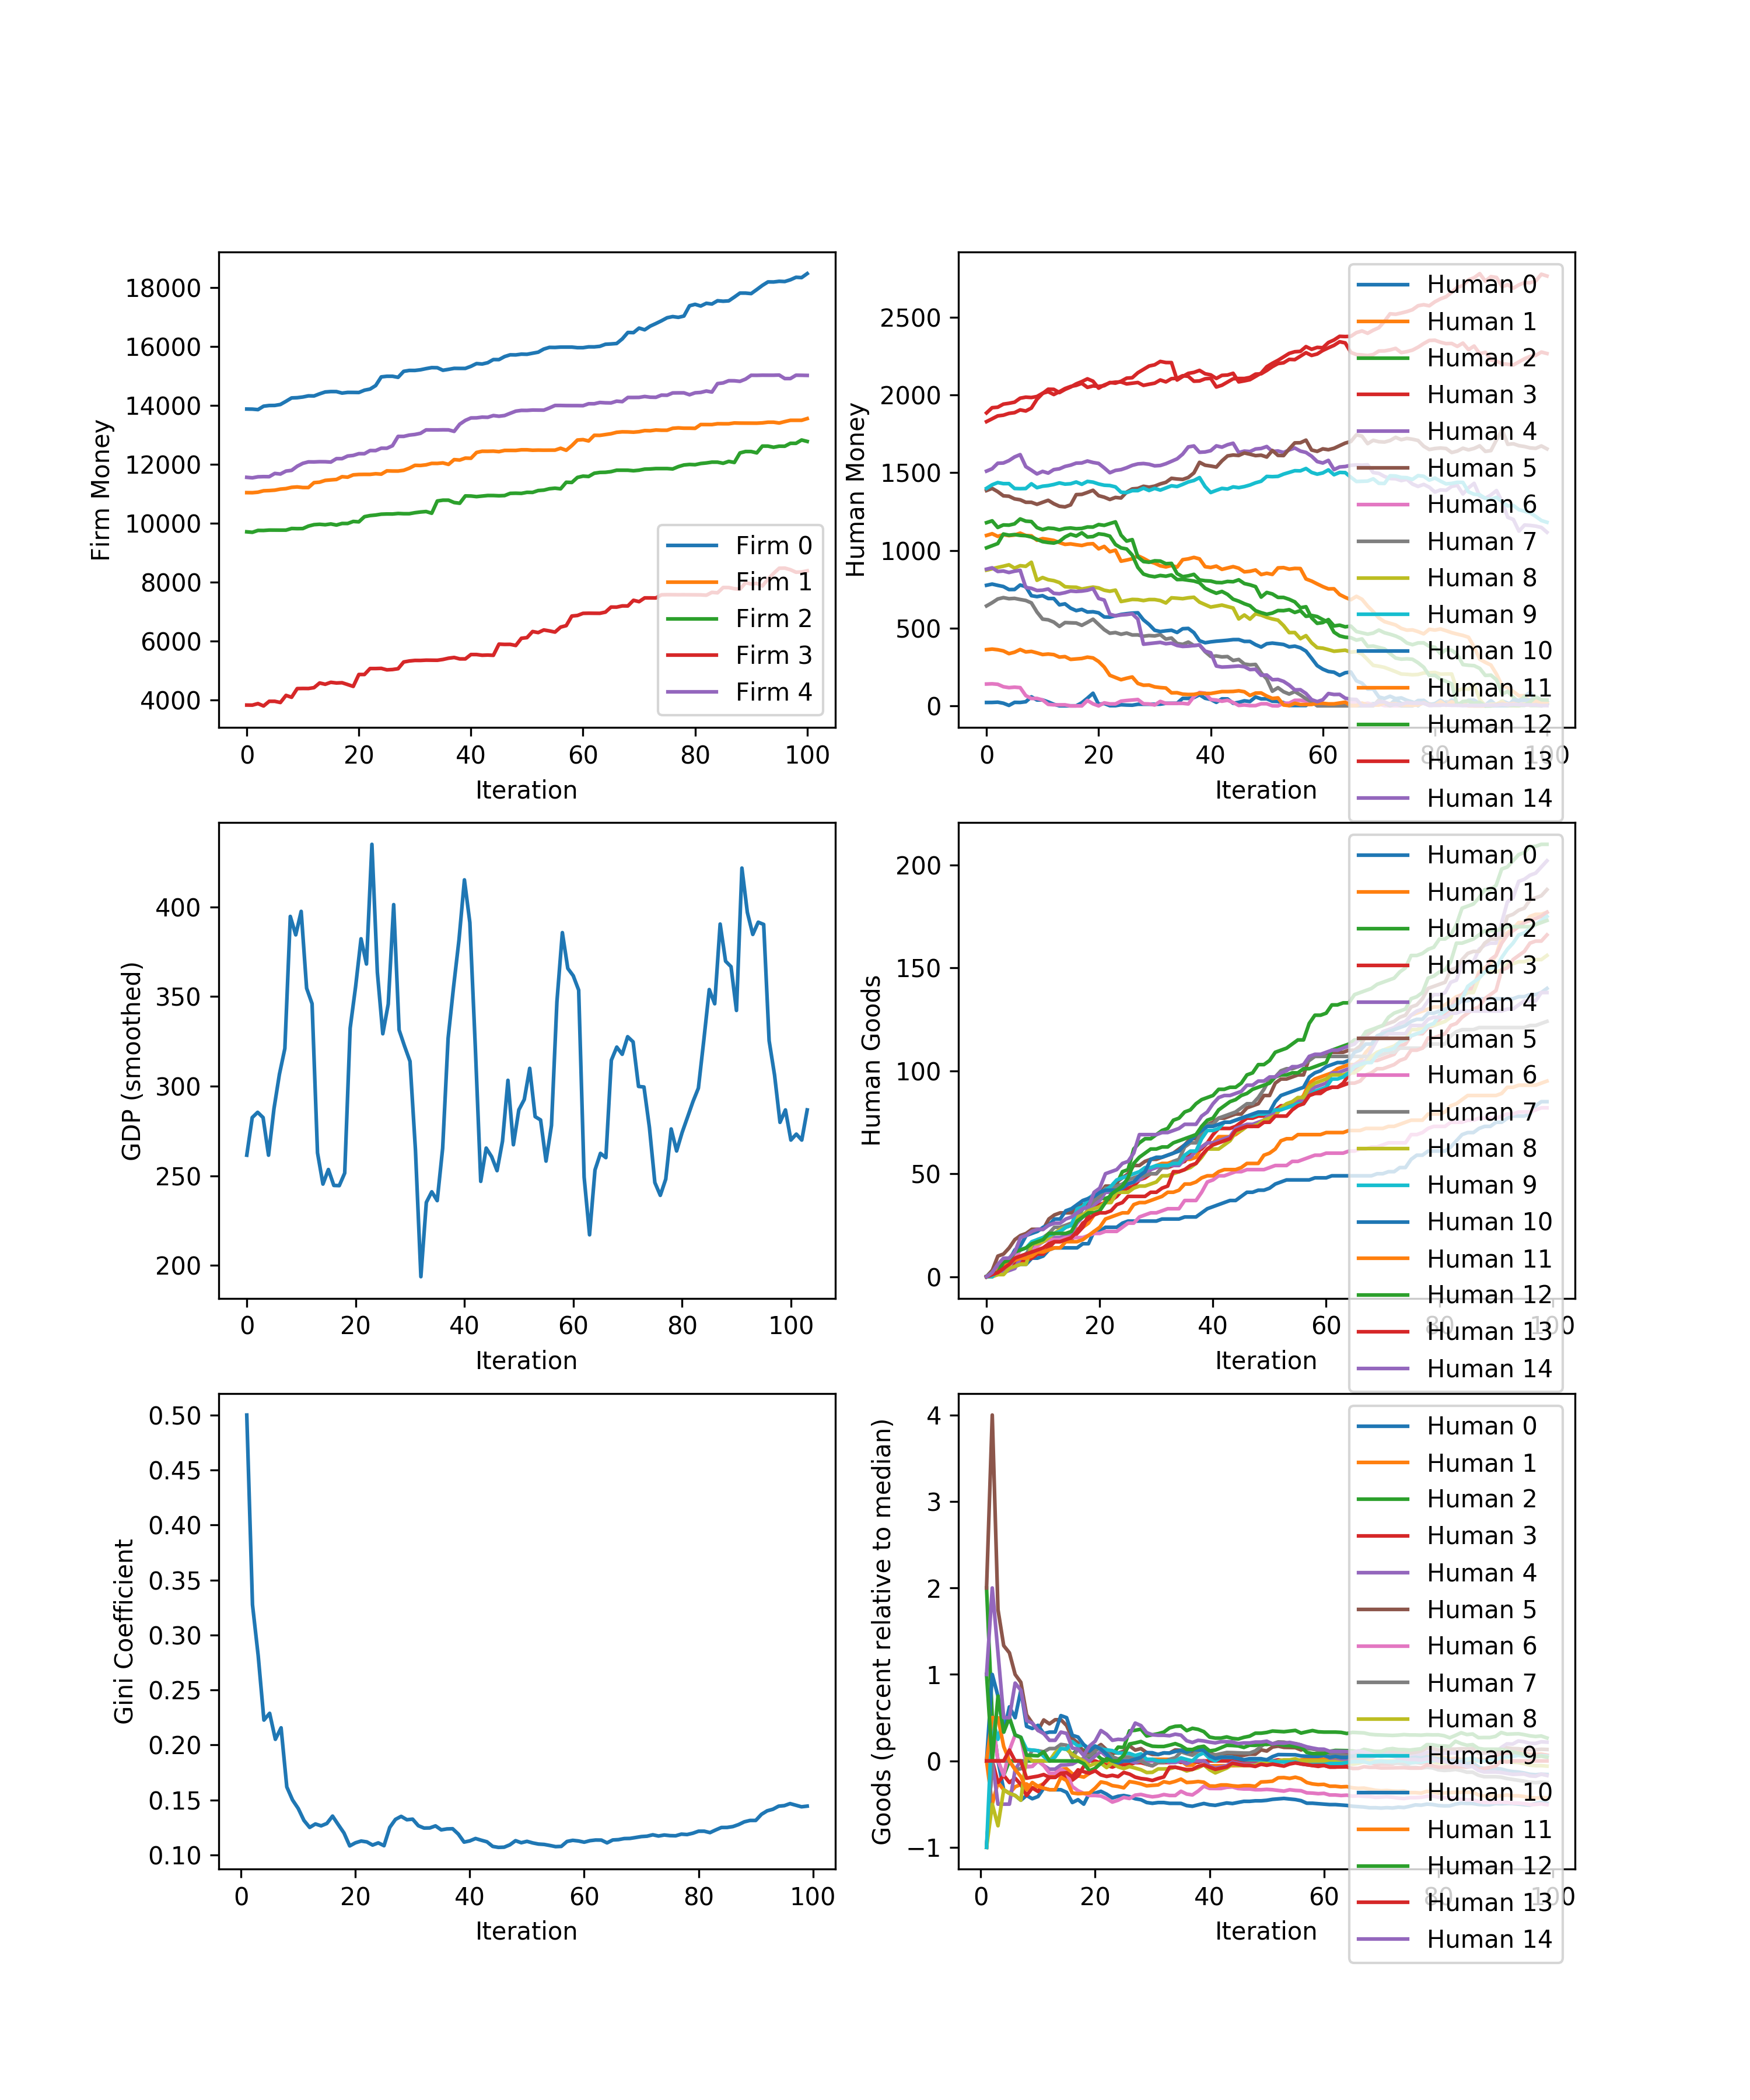 18000
16000
14000
12000
10000
8000
6000
4000
Firm Money
0 20 40 60 80 100
Iteration
Firm 0
Firm 1
Firm 2
Firm 3
Firm 4
2500
2000
1500
1000
500
0
Human Money
0 20 40 60 80 100
Iteration
Human 0
Human 1
Human 2
Human 3
Human 4
Human 5
Human 6
Human 7
Human 8
Human 9
Human 10
Human 11
Human 12
Human 13
Human 14
400
350
300
250
200
GDP (smoothed)
0 20 40 60 80 100
Iteration
200
150
100
50
0
Human Goods
0 20 40 60 80 100
Iteration
Human 0
Human 1
Human 2
Human 3
Human 4
Human 5
Human 6
Human 7
Human 8
Human 9
Human 10
Human 11
Human 12
Human 13
Human 14
0.50
0.45
0.40
0.35
0.30
0.25
0.20
0.15
0.10
Gini Coefficient
0 20 40 60 80 100
Iteration
4
3
2
1
0
−1
Goods (percent relative to median)
0 20 40 60 80 100
Iteration
Human 0
Human 1
Human 2
Human 3
Human 4
Human 5
Human 6
Human 7
Human 8
Human 9
Human 10
Human 11
Human 12
Human 13
Human 14